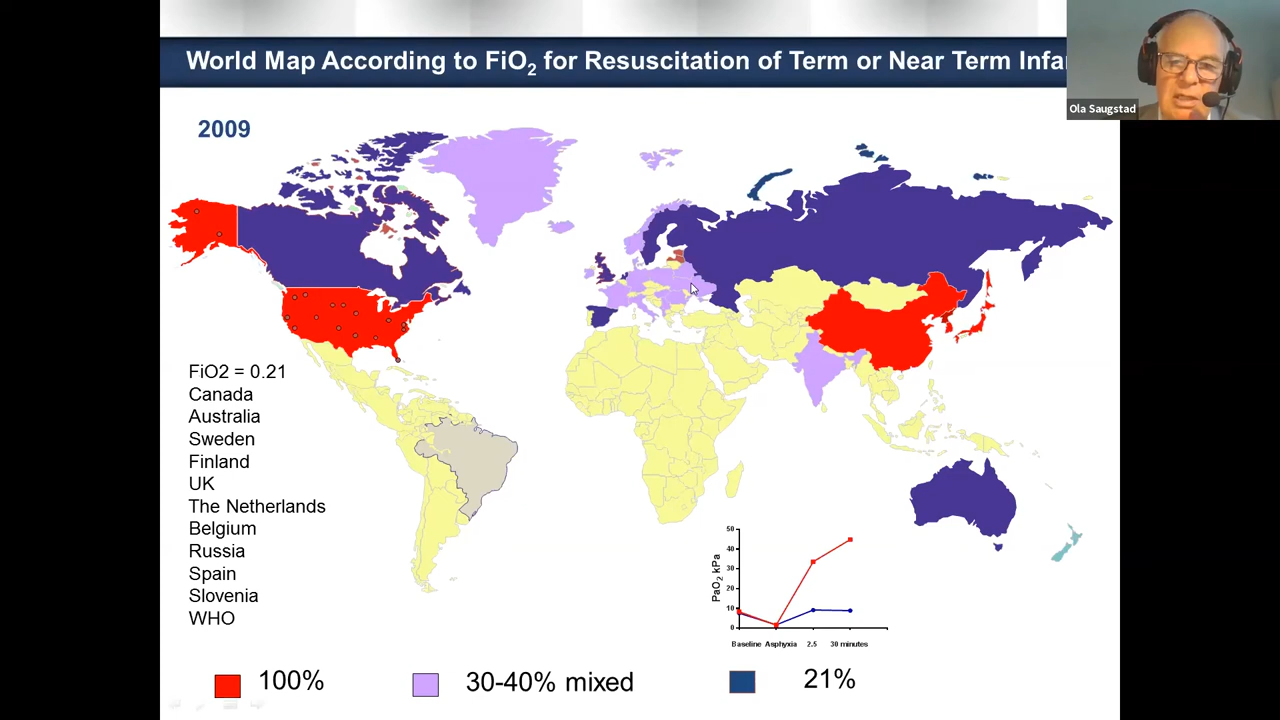 World Map According to FiO2 for Resuscitation of Term or Near Term Infa
Ola Saugstad
2009
FiO2 = 0.21
Canada
Australia
Sweden
Finland
UK
The Netherlands
Belgium
Russia
Spain
Slovenia
WHO
PaO2 kPa
50
40
30
20
10
0
Baseline Asphyxia 2.5 30 minutes
100% 30-40% mixed 21%